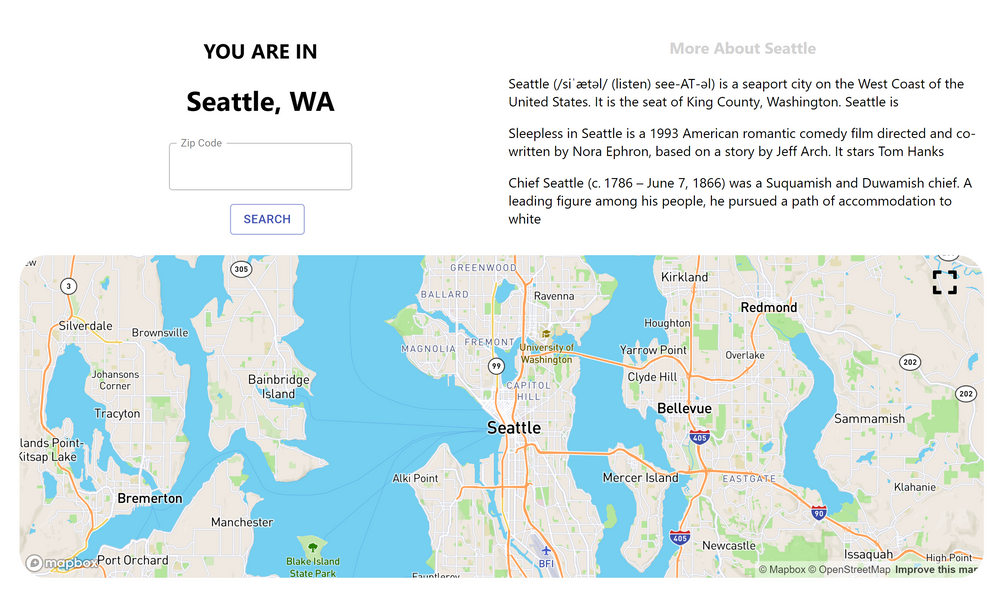 YOU ARE IN
Seattle, WA
Zip Code
SEARCH
More About Seattle
Seattle (/siˈætəl/ (listen) see-AT-əl) is a seaport city on the West Coast of the
United States. It is the seat of King County, Washington. Seattle is
Sleepless in Seattle is a 1993 American romantic comedy film directed and co-
written by Nora Ephron, based on a story by Jeff Arch. It stars Tom Hanks
Chief Seattle (c. 1786 – June 7, 1866) was a Suquamish and Duwamish chief. A
leading figure among his people, he pursued a path of accommodation to
white
305
GREENWOOD
Kirkland
3
BALLARD
Ravenna
Redmond
Silverdale
Brownsville
Houghton
MAGNOLIA
FREMONT
University of
Washington
Yarrow Point
Overlake
99
202
Johansons
Corner
Bainbridge
Island
CAPITOL
HILL
Clyde Hill
202
Tracyton
Bellevue
Sammamish
Seattle
405
lands Point-
Kitsap Lake
Alki Point
Mercer Island
EASTGATE
Klahanie
Bremerton
90
Manchester
405
Newcastle
Issaquah
High Point
Blake Island
State Park
BFI
Port Orchard
mapbox
Fauntleroy
© Mapbox © OpenStreetMap Improve this map